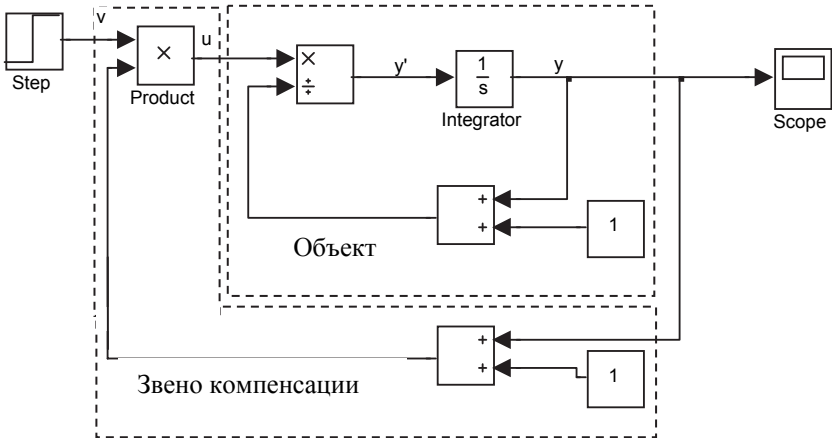 v
u
×
Step
Product
×
÷
y'
1
s
Integrator
y
Scope
+
+
1
Объект
+
+
1
Звено компенсации